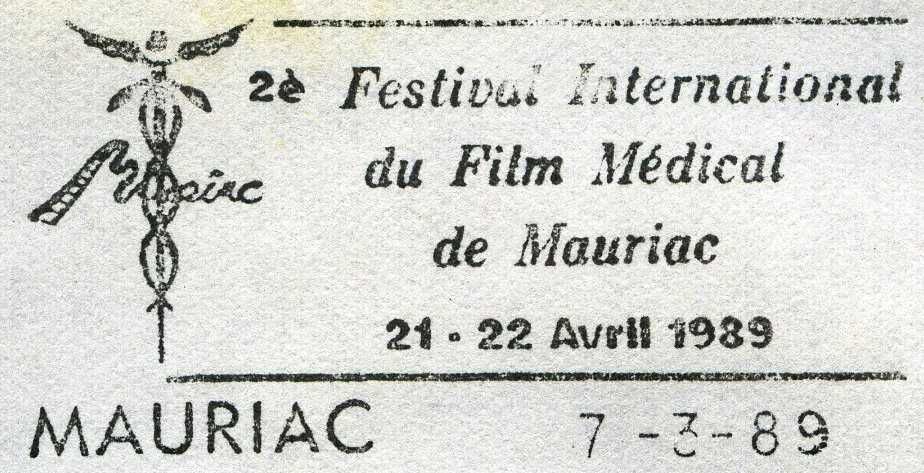 2è Festival International
du Film Médical
de Mauriac
21 - 22 Avril 1989
MAURIAC 7 -3-89